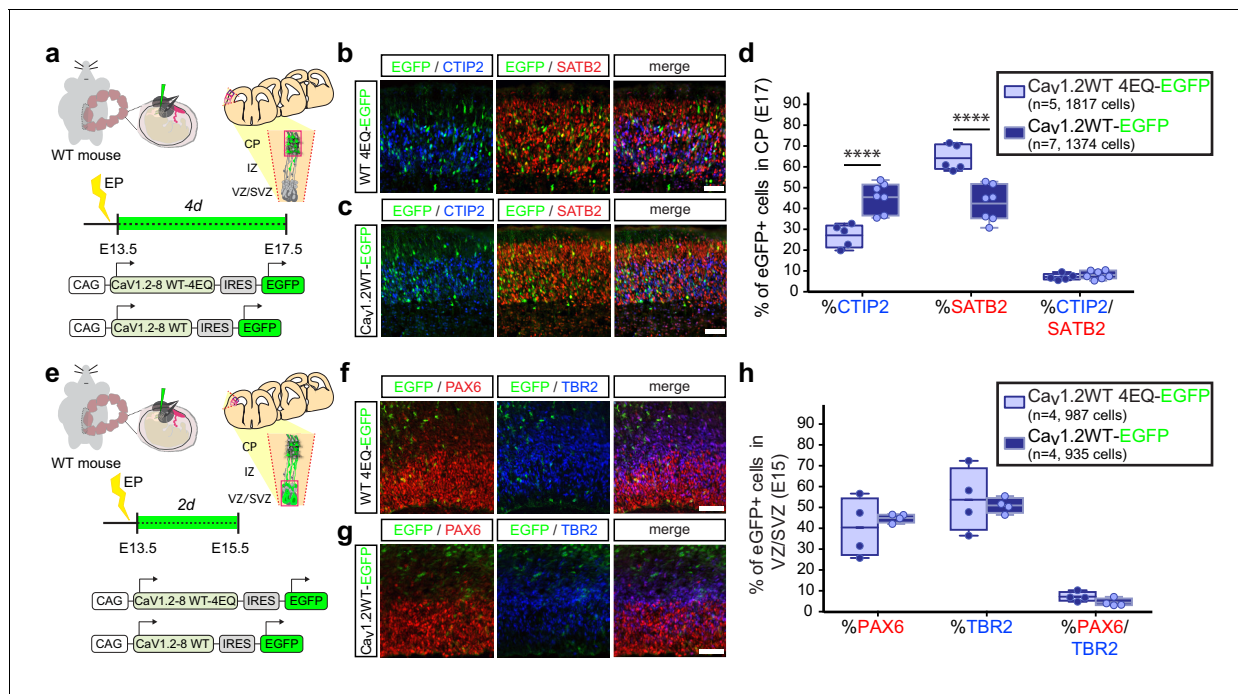 a
WT mouse
EP
CP
IZ
VZ/SVZ
4d
E13.5
E17.5
CAG
CaV1.2-8 WT-4EQ
IRES
EGFP
CAG
CaV1.2-8 WT
IRES
EGFP
b
EGFP / CTIP2
EGFP / SATB2
merge
WT 4EQ-EGFP
c
EGFP / CTIP2
EGFP / SATB2
merge
CaV1.2WT-EGFP
d
% of eGFP+ cells in CP (E17)
90
80
70
60
50
40
30
20
10
0
****
****
CaV1.2WT 4EQ-EGFP
(n=5, 1817 cells)
CaV1.2WT-EGFP
(n=7, 1374 cells)
%CTIP2
%SATB2
%CTIP2/
SATB2
e
WT mouse
EP
CP
IZ
VZ/SVZ
2d
E13.5
E15.5
CAG
CaV1.2-8 WT-4EQ
IRES
EGFP
CAG
CaV1.2-8 WT
IRES
EGFP
f
EGFP / PAX6
EGFP / TBR2
merge
WT 4EQ-EGFP
g
EGFP / PAX6
EGFP / TBR2
merge
CaV1.2WT-EGFP
h
% of eGFP+ cells in
VZ/SVZ (E15)
90
80
70
60
50
40
30
20
10
0
CaV1.2WT 4EQ-EGFP
(n=4, 987 cells)
CaV1.2WT-EGFP
(n=4, 935 cells)
%PAX6
%TBR2
%PAX6/
TBR2